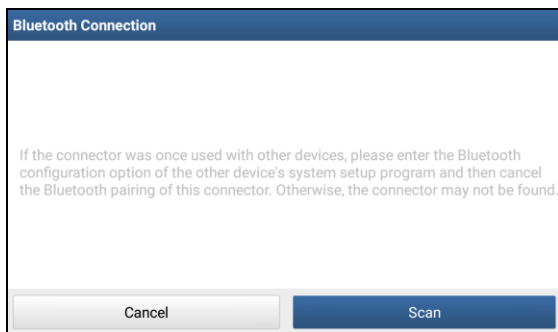 Bluetooth Connection
If the connector was once used with other devices, please enter the Bluetooth
configuration option of the other device's system setup program and then cancel
the Bluetooth pairing of this connector. Otherwise, the connector may not be found.
Cancel
Scan